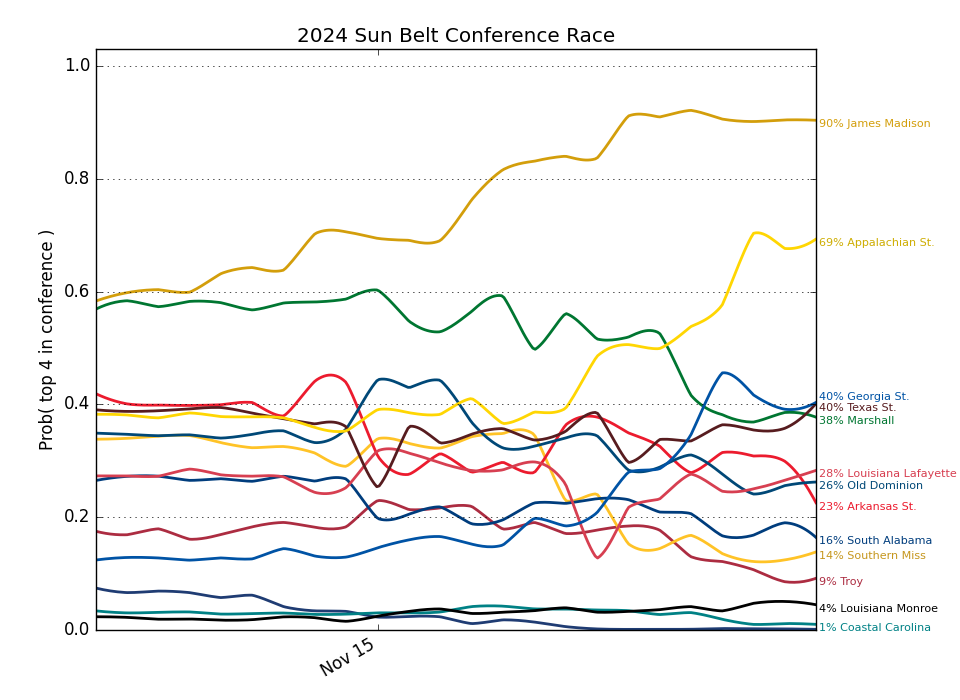 2024 Sun Belt Conference Race
Prob( top 4 in conference )
1.0
0.8
0.6
0.4
0.2
0.0
Nov 15
90% James Madison
69% Appalachian St.
40% Georgia St.
40% Texas St.
38% Marshall
28% Louisiana Lafayette
26% Old Dominion
23% Arkansas St.
16% South Alabama
14% Southern Miss
9% Troy
4% Louisiana Monroe
1% Coastal Carolina